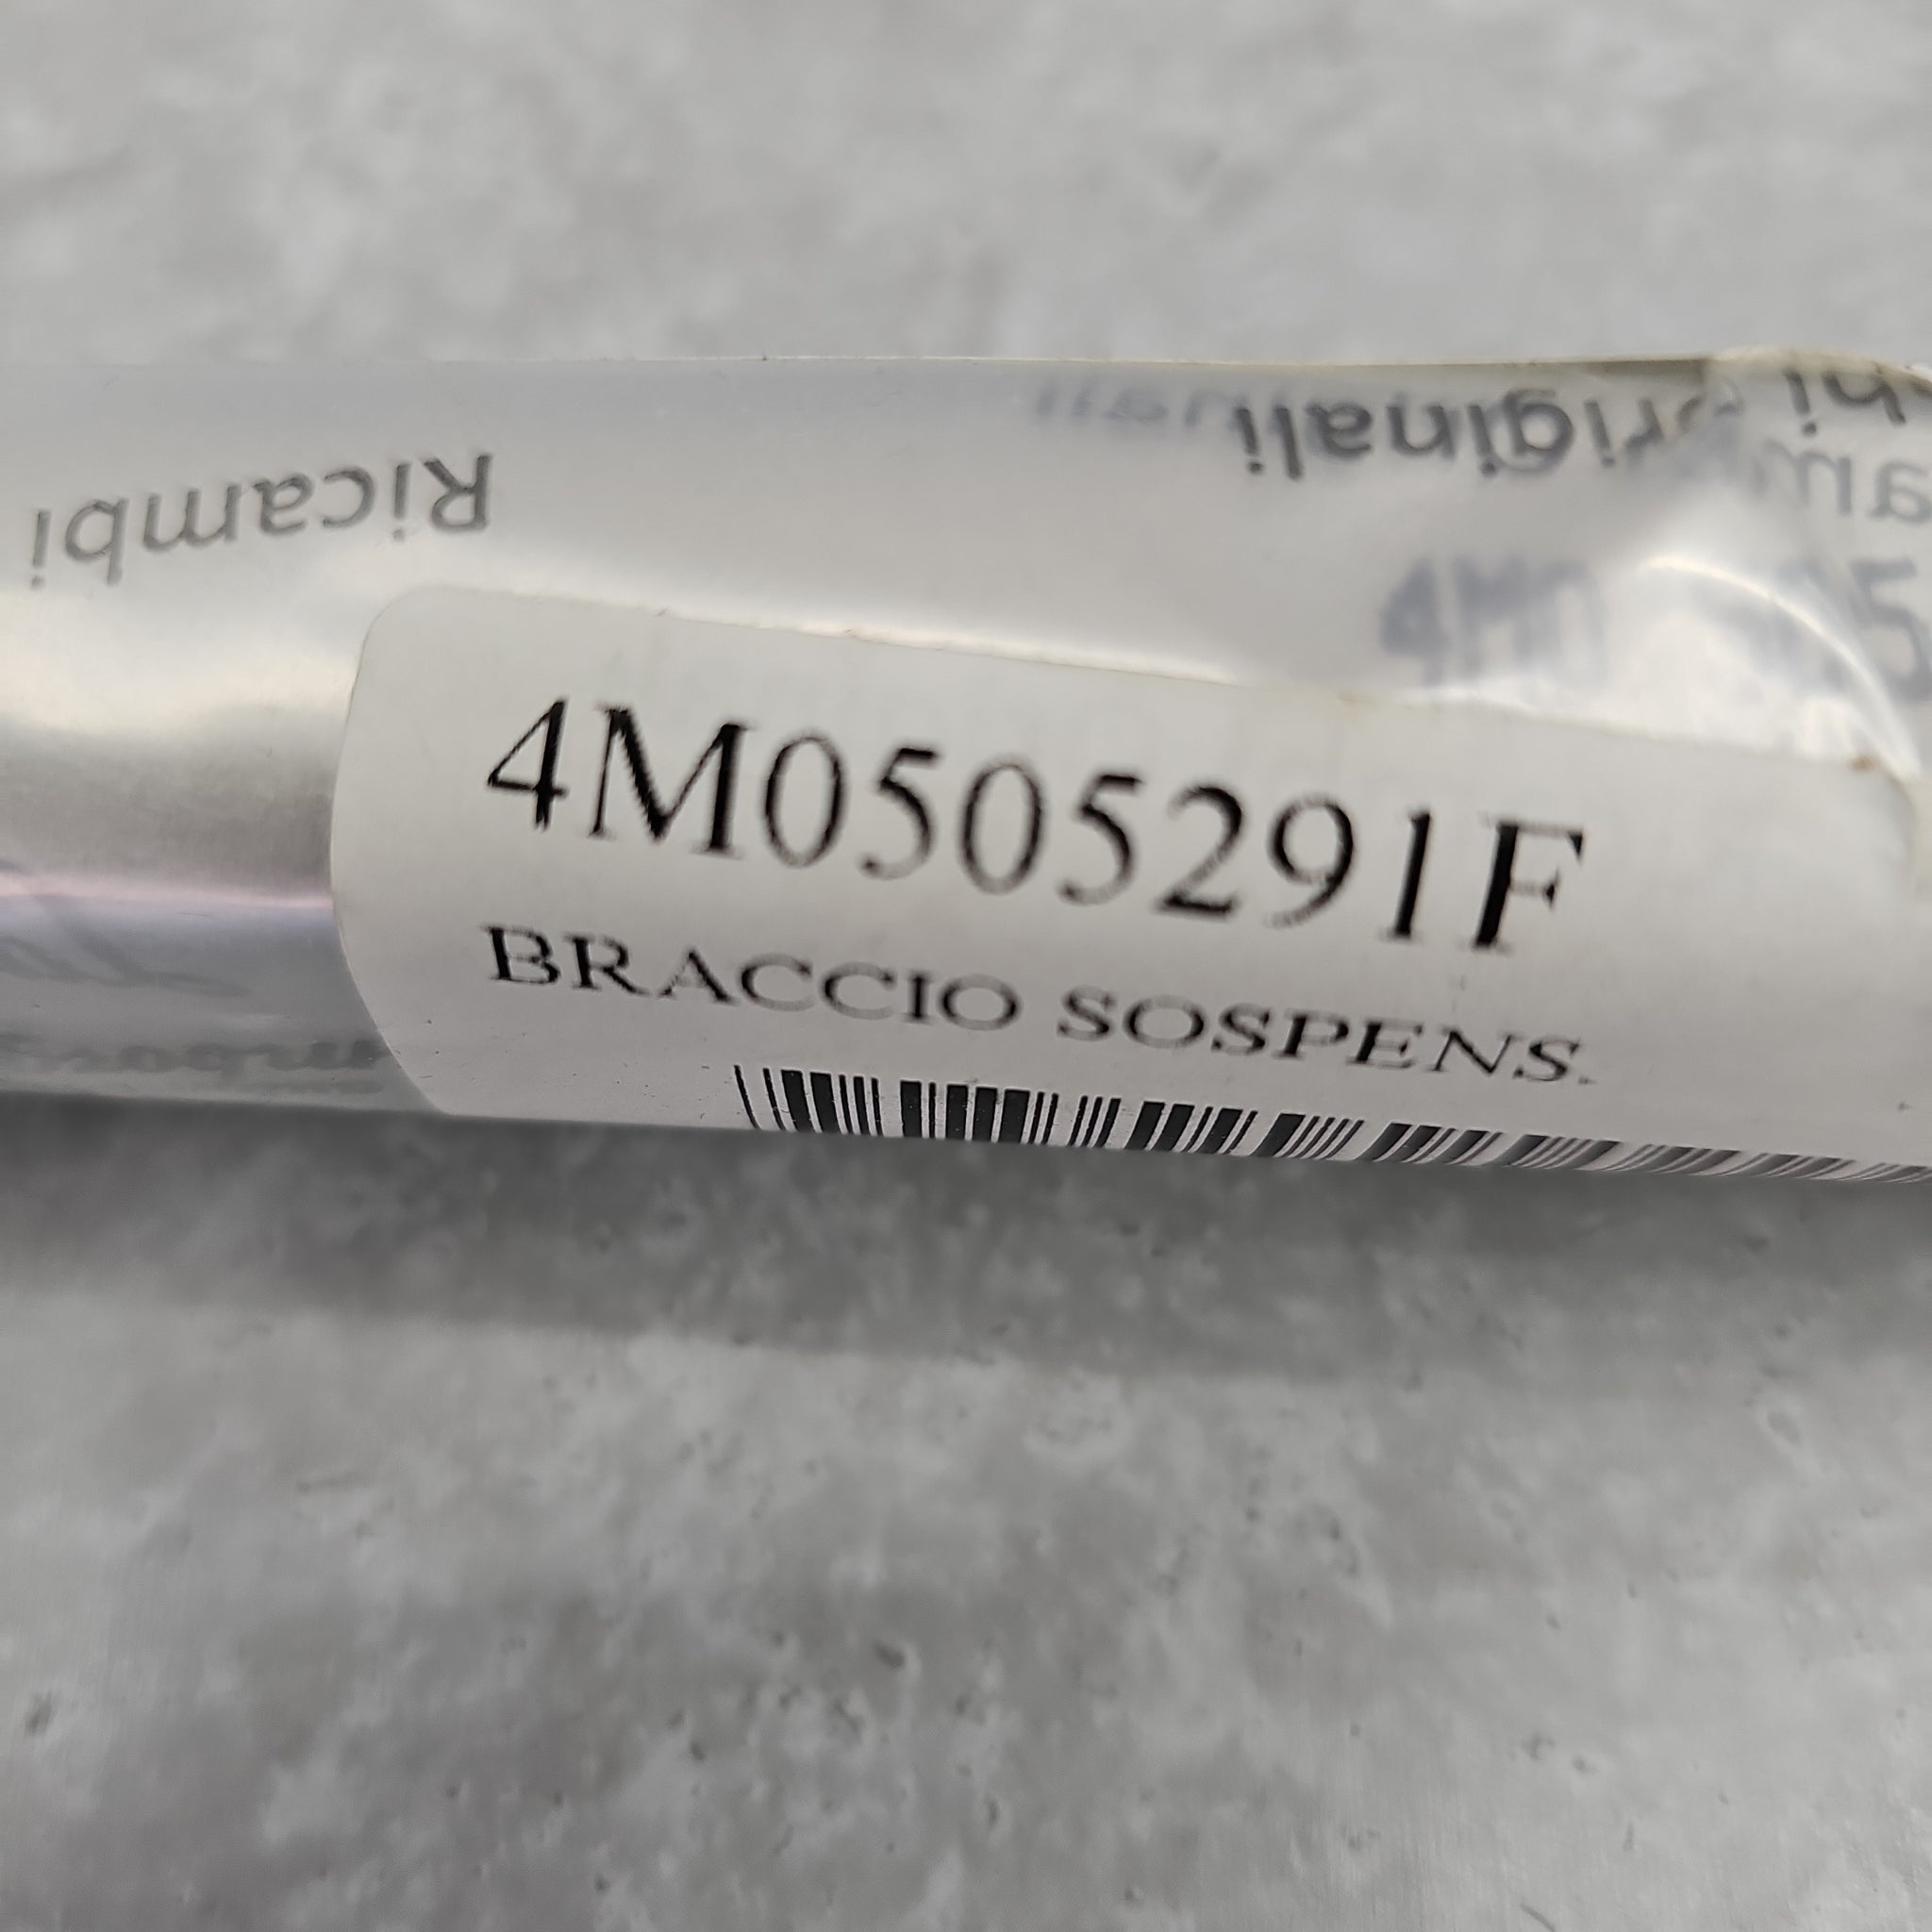 Ricambi
originali
4M0505291F
BRACCIO SOSPENS.